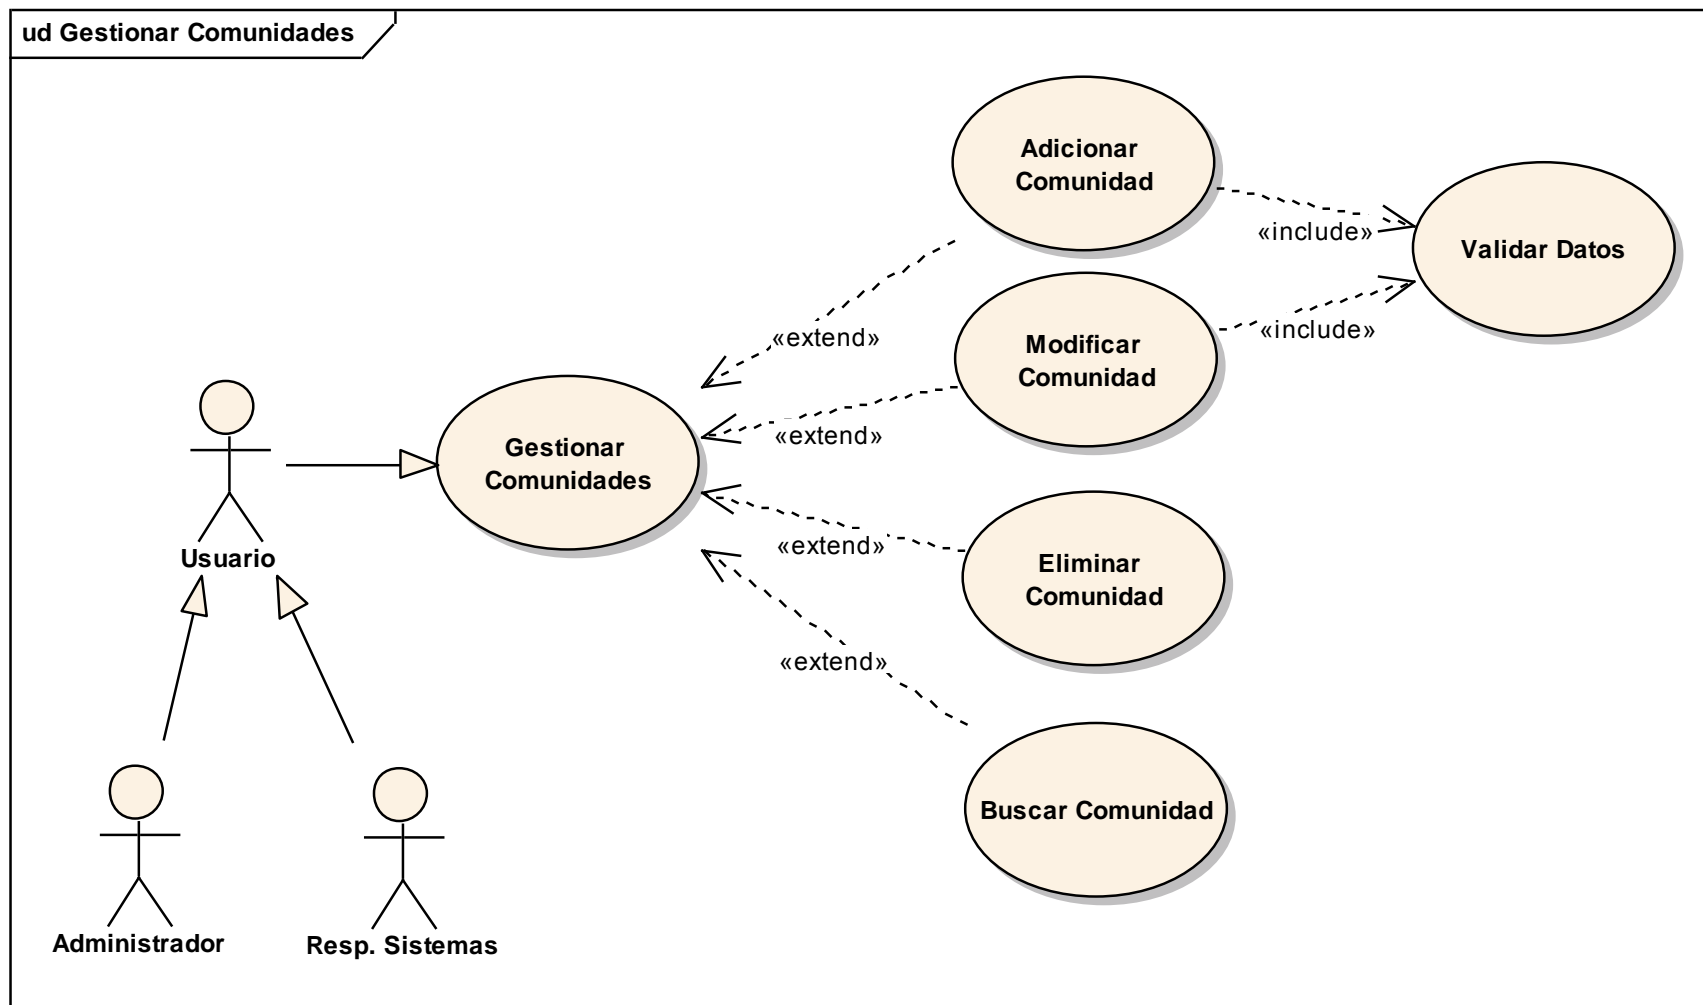 ud Gestionar Comunidades
Adicionar
Comunidad
«include»
Validar Datos
«extend»
Modificar
Comunidad
«include»
«extend»
Gestionar
Comunidades
Usuario
«extend»
Eliminar
Comunidad
«extend»
Buscar Comunidad
Administrador
Resp. Sistemas